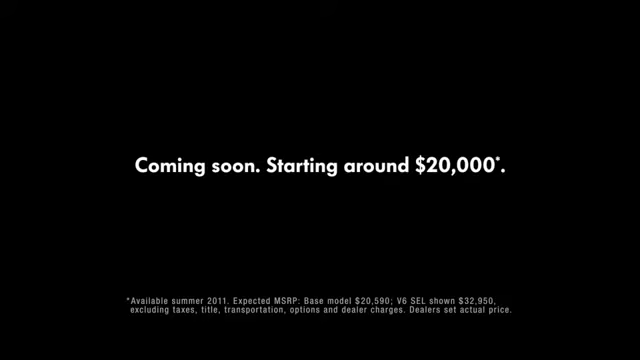 Coming soon. Starting around $20,000*.
*Available summer 2011. Expected MSRP: Base model $20,590; V6 SEL shown $32,950,
excluding taxes, title, transportation, options and dealer charges. Dealers set actual price.